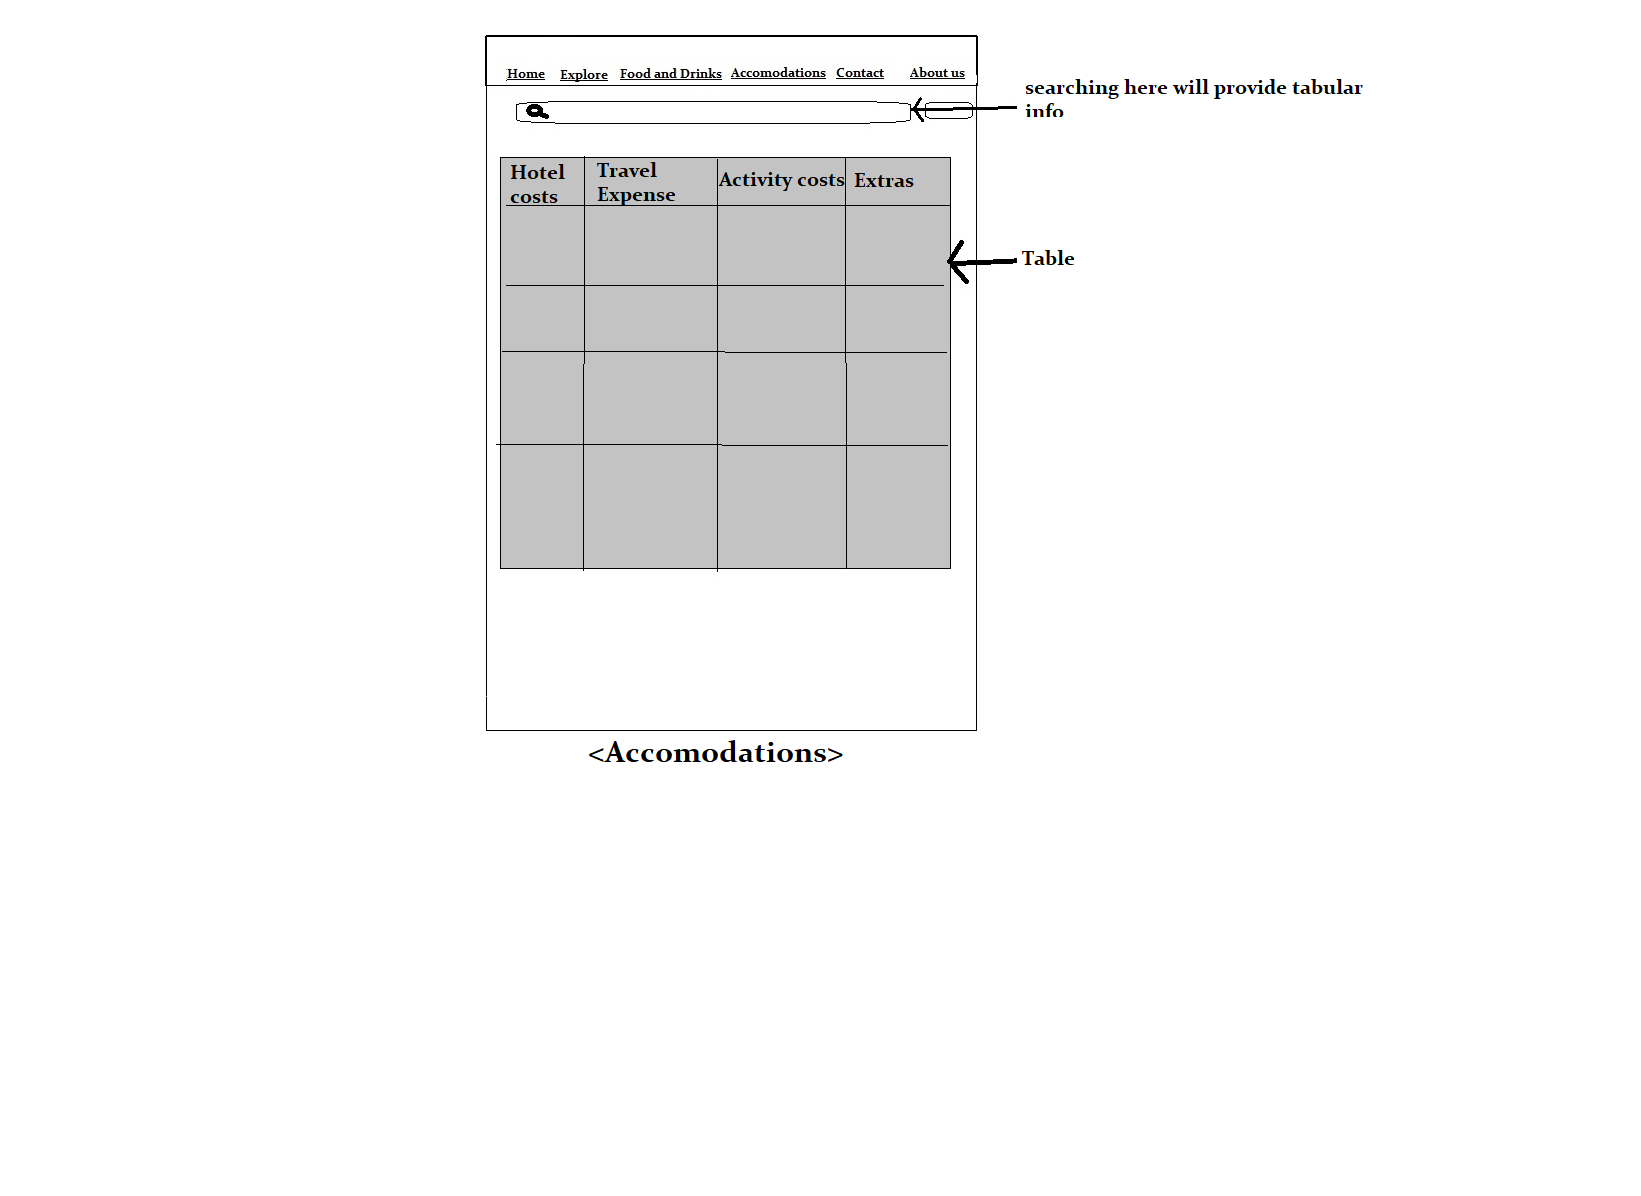 Home Explore Food and Drinks Accomodations Contact About us
searching here will provide tabular
info
Hotel
costs
Travel
Expense
Activity costs
Extras
Table
<Accomodations>